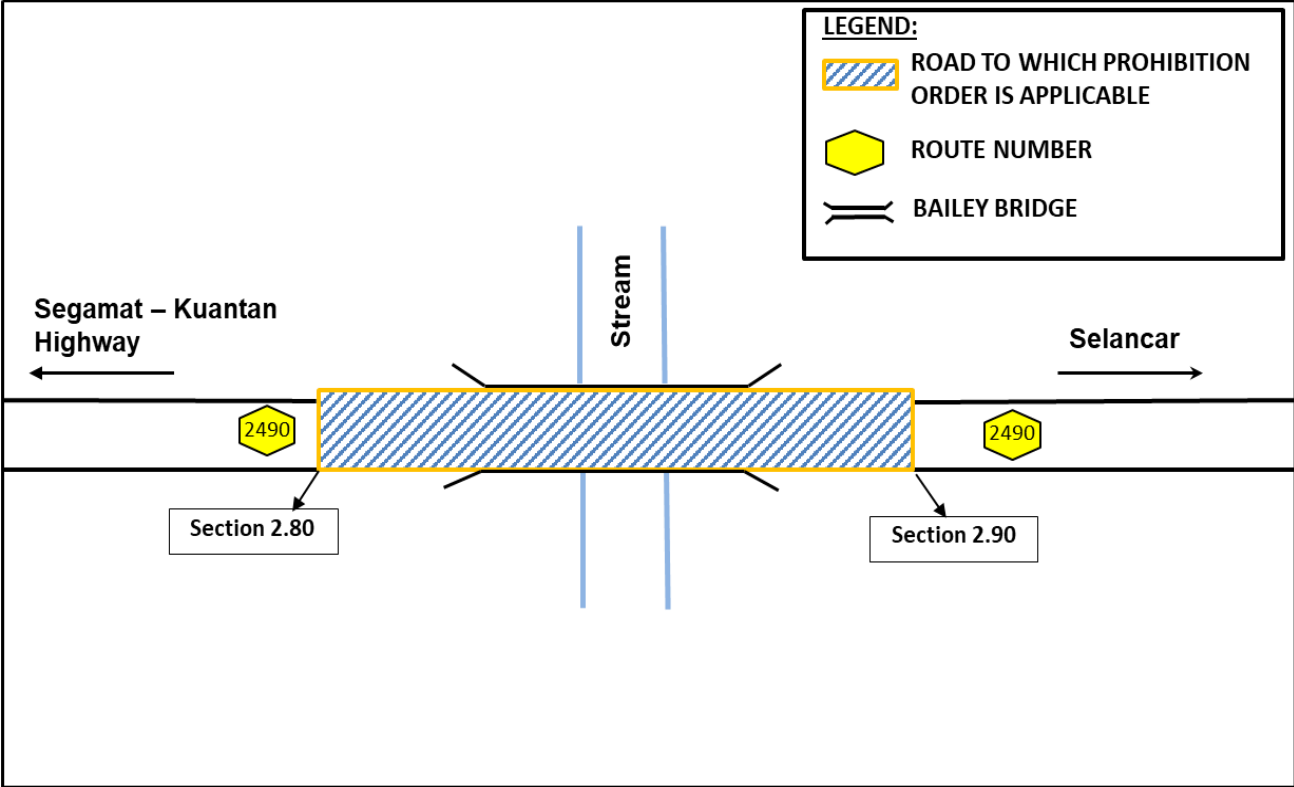 LEGEND:
ROAD TO WHICH PROHIBITION
ORDER IS APPLICABLE
ROUTE NUMBER
BAILEY BRIDGE
Stream
Segamat – Kuantan
Highway
Selancar
2490
2490
Section 2.80
Section 2.90